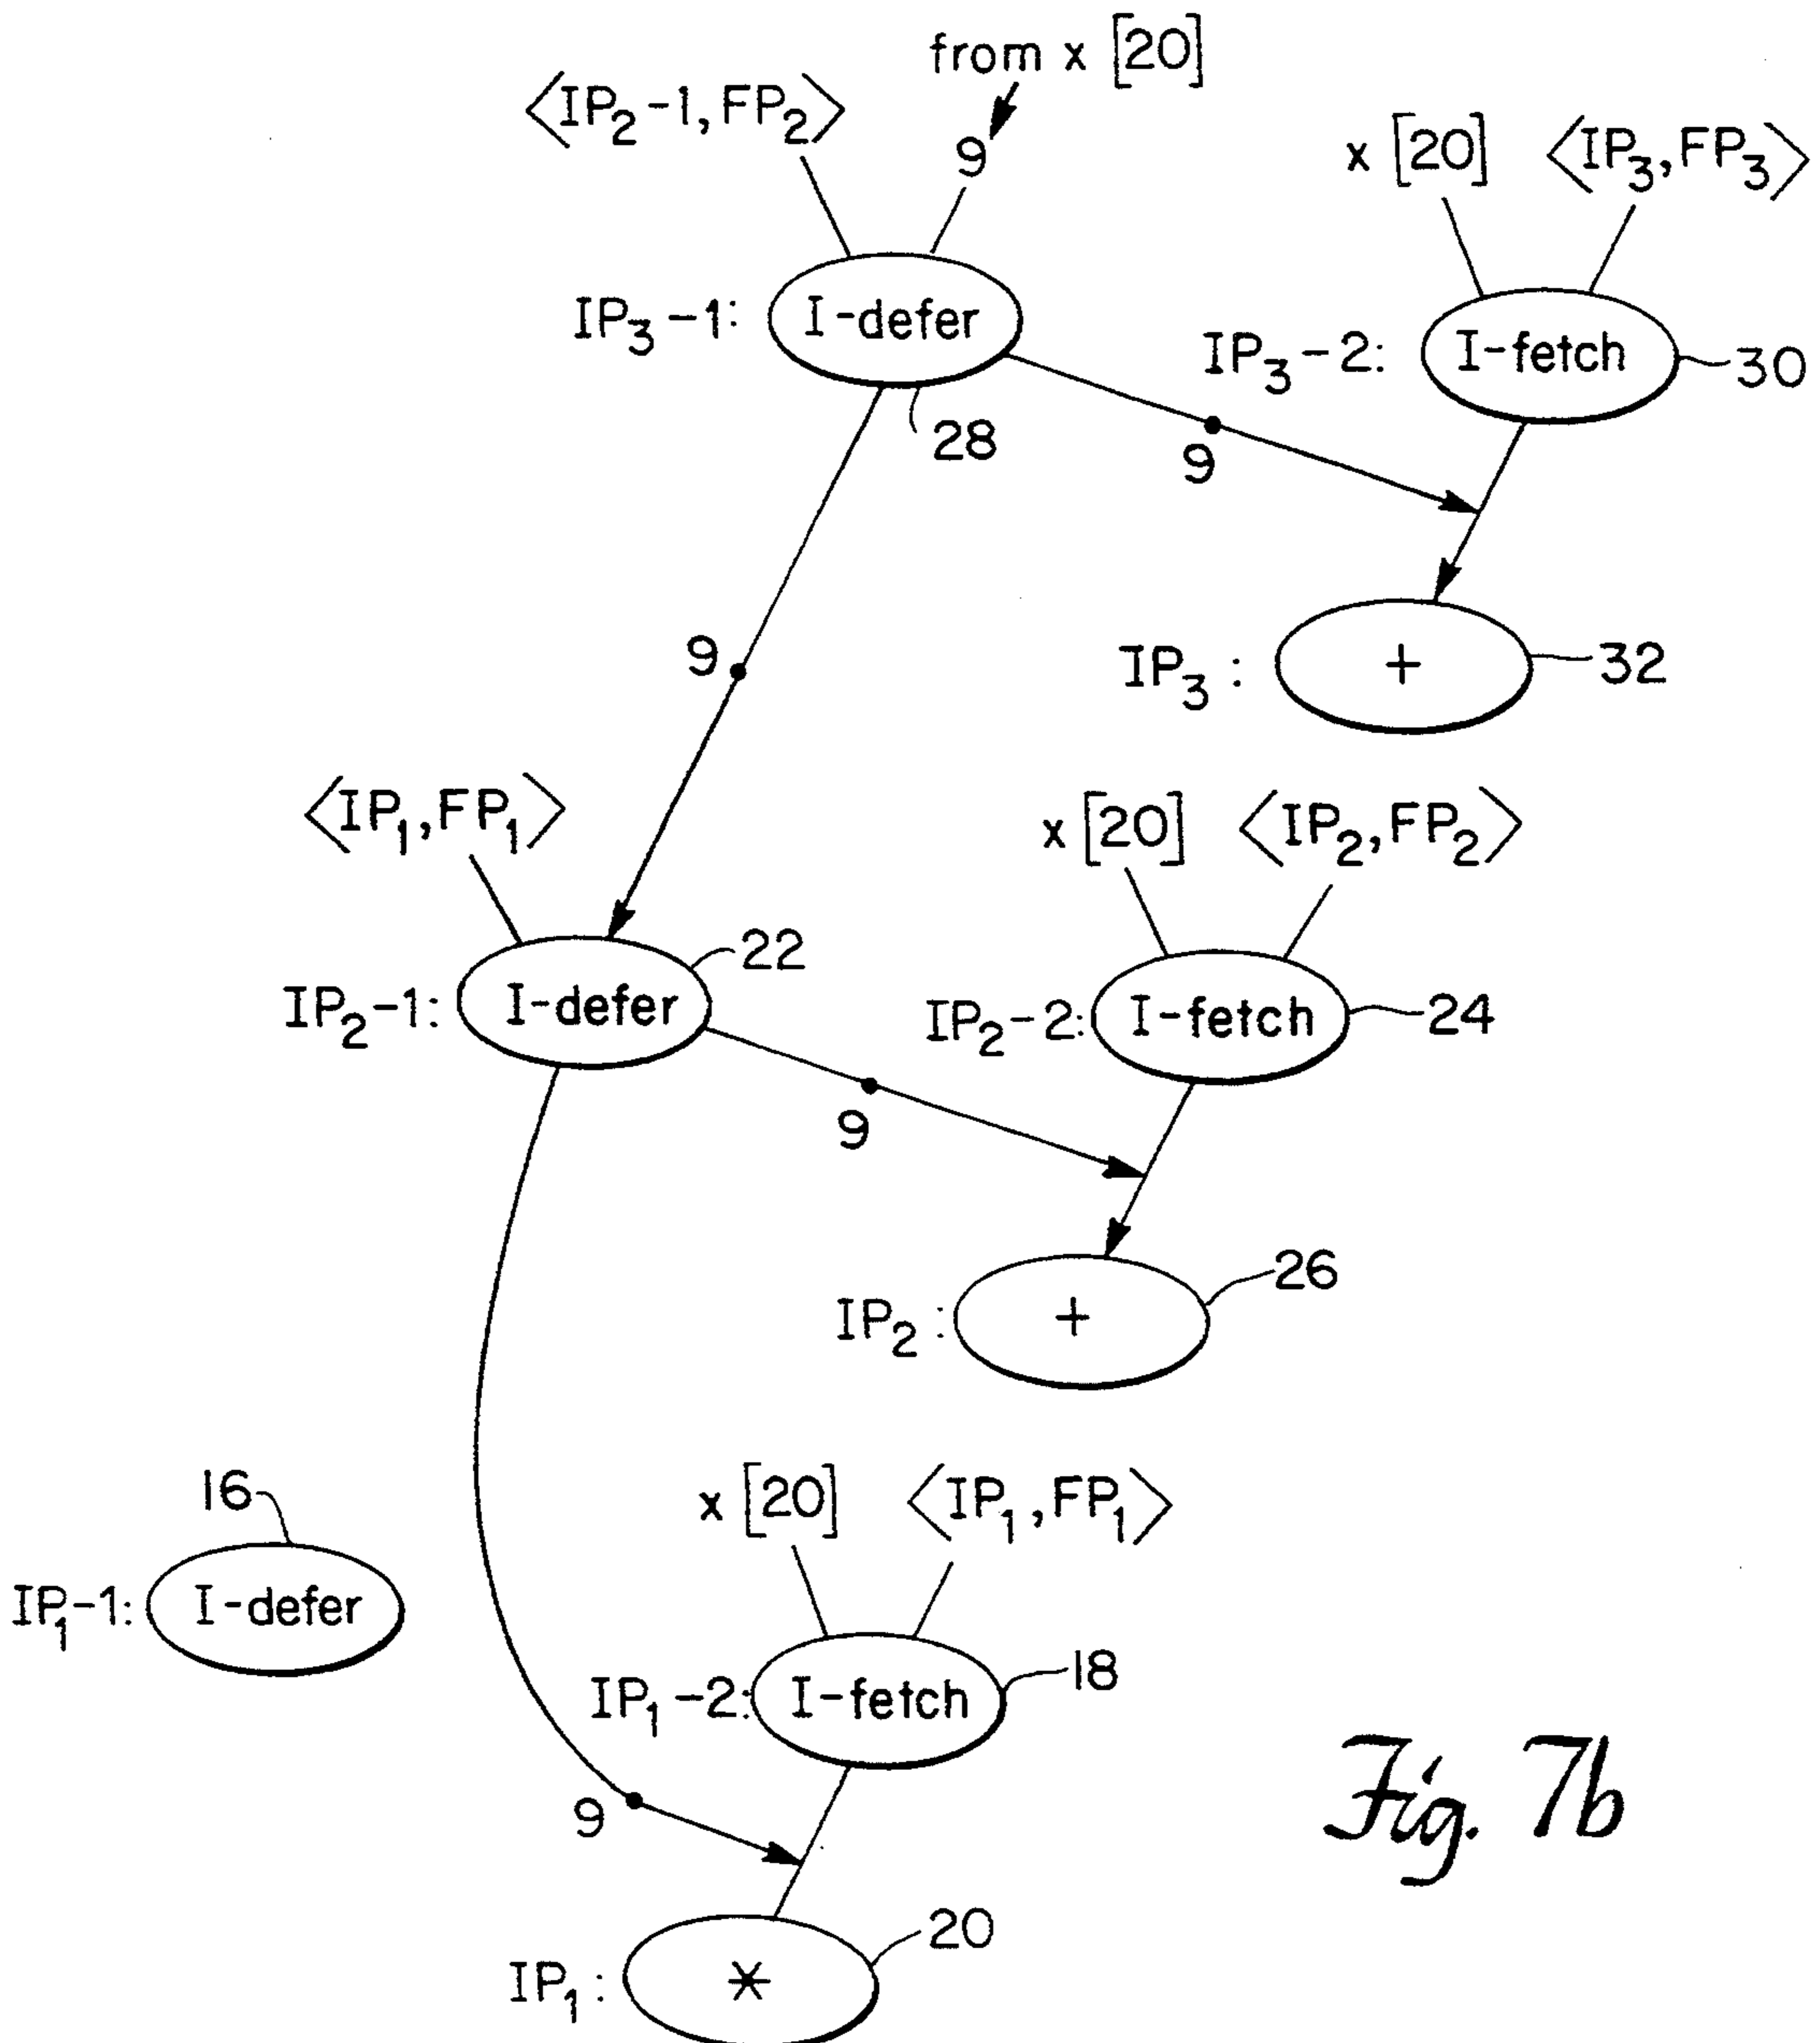 from x [20]
<IP2-1, FP2>
9
x [20] <IP3, FP3>
IP3-1: I-defer
IP3-2: I-fetch
30
28
9
9
IP3: +
32
<IP1, FP1>
x [20] <IP2, FP2>
22
IP2-1: I-defer
IP2-2: I-fetch
24
9
26
IP2: +
16
x [20] <IP1, FP1>
IP1-1: I-defer
18
IP1-2: I-fetch
9
Fig. 7b
20
IP1: *